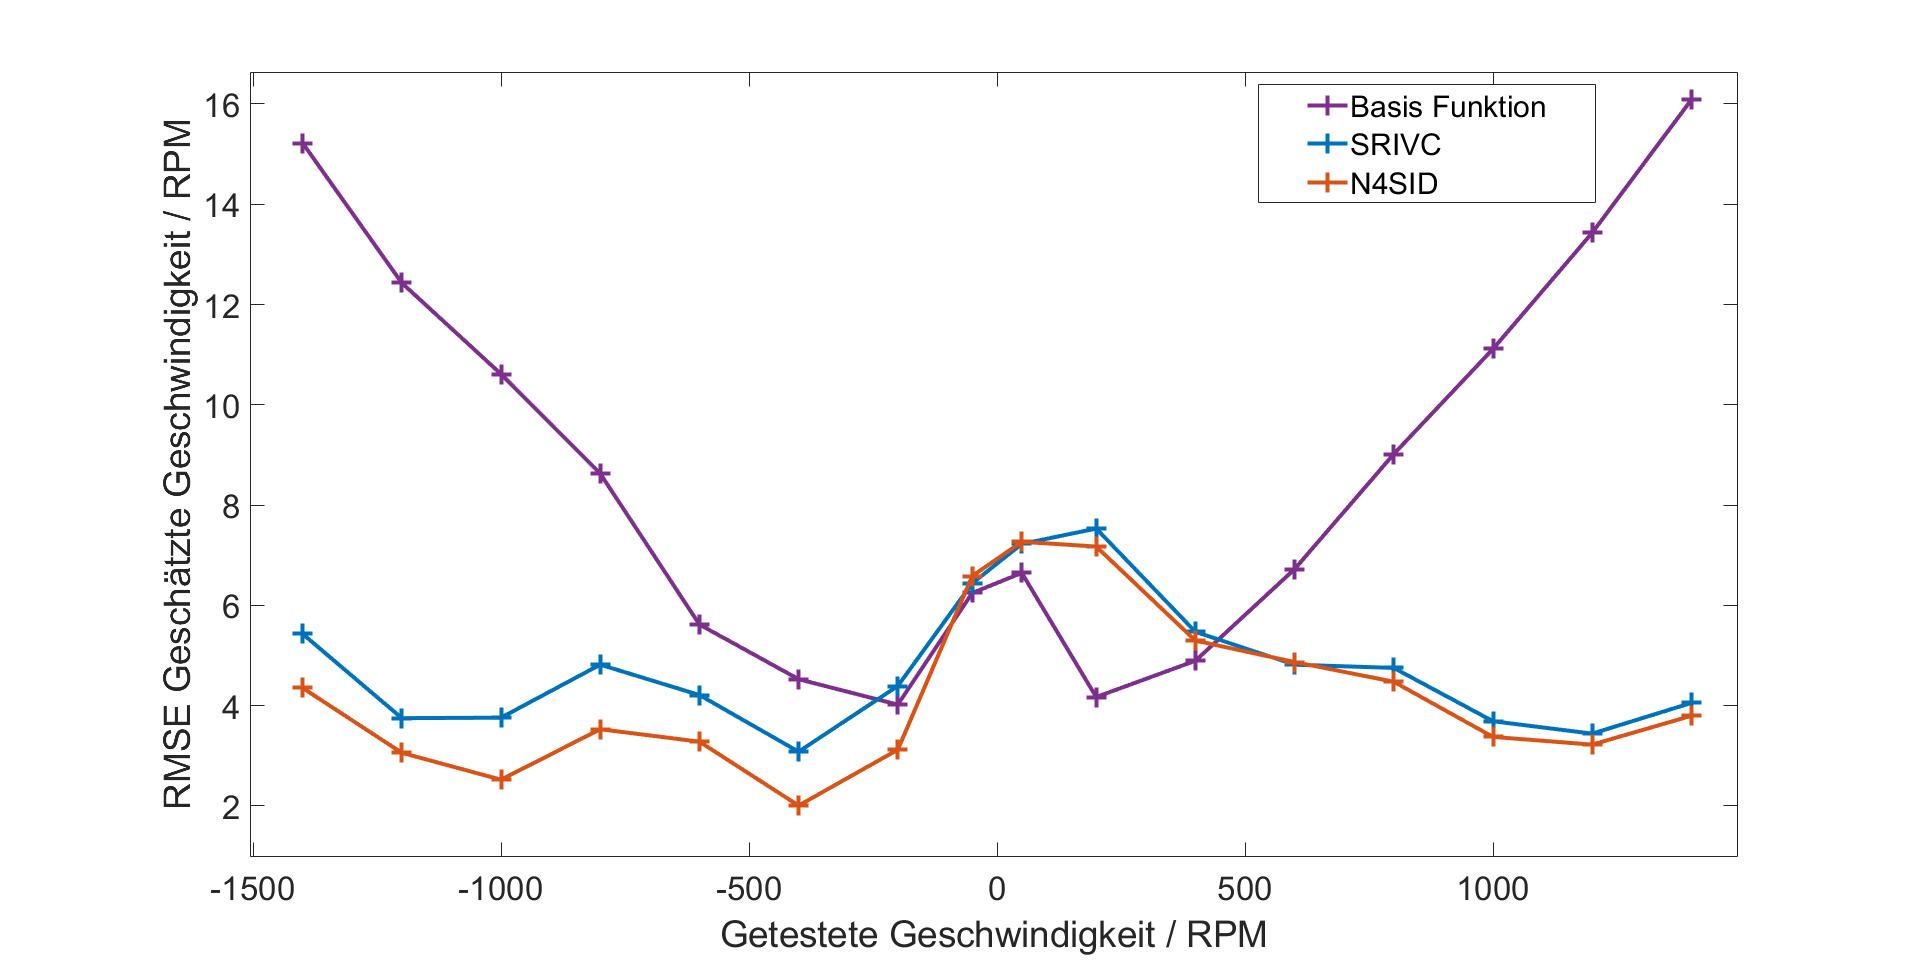 RMSE Geschätzte Geschwindigkeit / RPM
16
14
12
10
8
6
4
2
Basis Funktion
SRIVC
N4SID
-1500
-1000
-500
0
500
1000
Getestete Geschwindigkeit / RPM